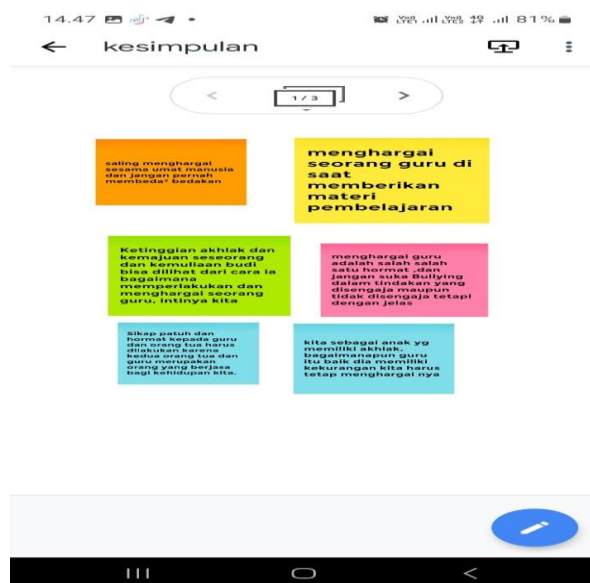 14.47
81%
kesimpulan
1 / 3
saling menghargai
sesama umat manusia
dan jangan pernah
membeda² bedakan
menghargai
seorang guru di
saat
memberikan
materi
pembelajaran
Ketinggian akhlak dan
kemajuan seseorang
dan kemuliaan budi
bisa dilihat dari cara ia
bagaimana
memperlakukan dan
menghargai seorang
guru, intinya kita
menghargai guru
adalah salah salah
satu hormat ,dan
jangan suka Bullying
dalam tindakan yang
disengaja maupun
tidak disengaja tetapi
dengan jelas
Sikap patuh dan
hormat kepada guru
dan orang tua harus
dilakukan karena
kedua orang tua dan
guru merupakan
orang yang berjasa
bagi kehidupan kita.
kita sebagai anak yg
memiliki akhlak,
bagaimanapun guru
itu baik dia memiliki
kekurangan kita harus
tetap menghargai nya